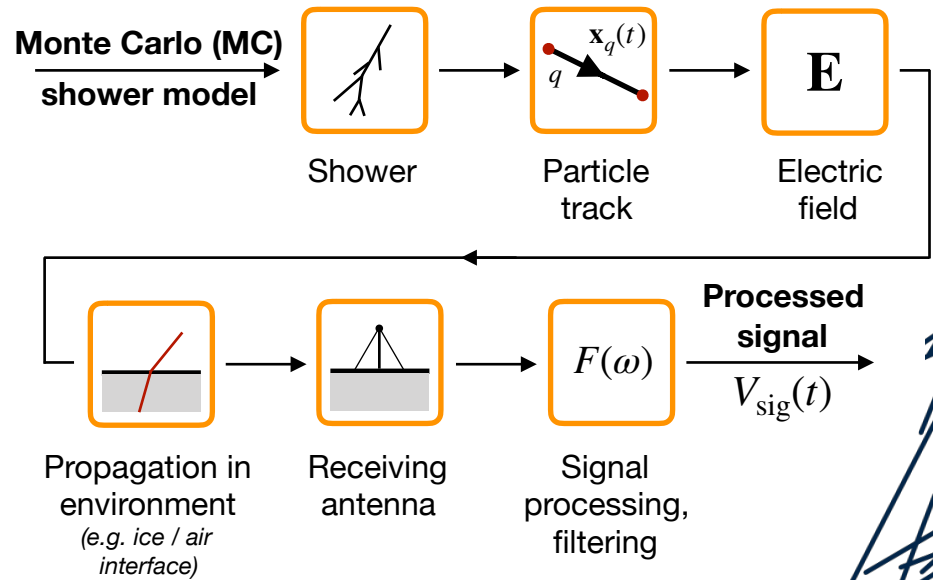 Monte Carlo (MC)
shower model
𝐱_q(t)
q
𝐄
Shower
Particle
track
Electric
field
Processed
signal
F(ω)
V_sig(t)
Propagation in
environment
(e.g. ice / air
interface)
Receiving
antenna
Signal
processing,
filtering